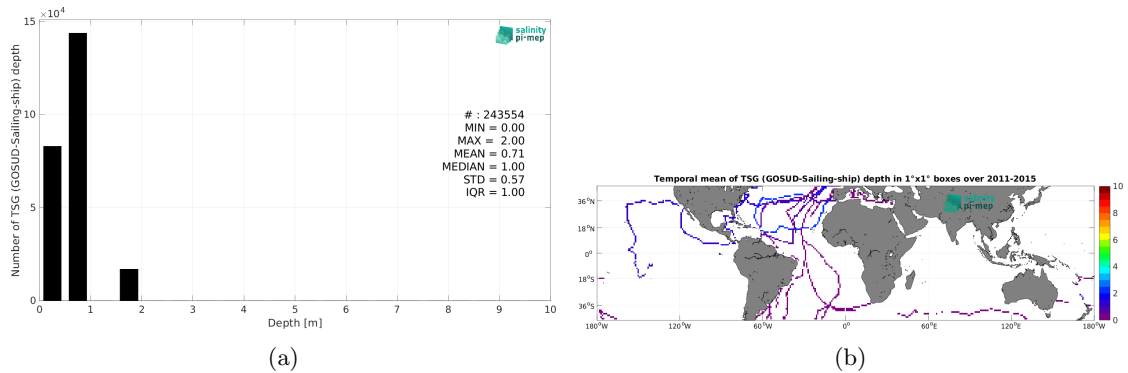 15 ×10⁴
10
5
0
Number of TSG (GOSUD-Sailing-ship) depth
0 1 2 3 4 5 6 7 8 9 10
Depth [m]
salinity
pi-mep
# : 243554
MIN = 0.00
MAX = 2.00
MEAN = 0.71
MEDIAN = 1.00
STD = 0.57
IQR = 1.00
(a)
Temporal mean of TSG (GOSUD-Sailing-ship) depth in 1°x1° boxes over 2011-2015
salinity
pi-mep
36°N
18°N
0°
18°S
36°S
180°W 120°W 60°W 0° 60°E 120°E 180°W
10
8
6
4
2
0
(b)